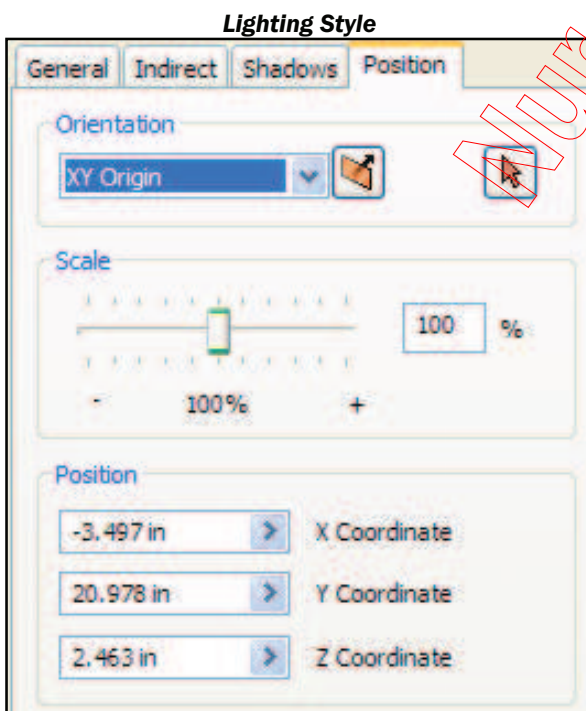 Lighting Style
General Indirect Shadows Position
Orientation
XY Origin
Scale
100 %
- 100% +
Position
-3.497 in X Coordinate
20.978 in Y Coordinate
2.463 in Z Coordinate